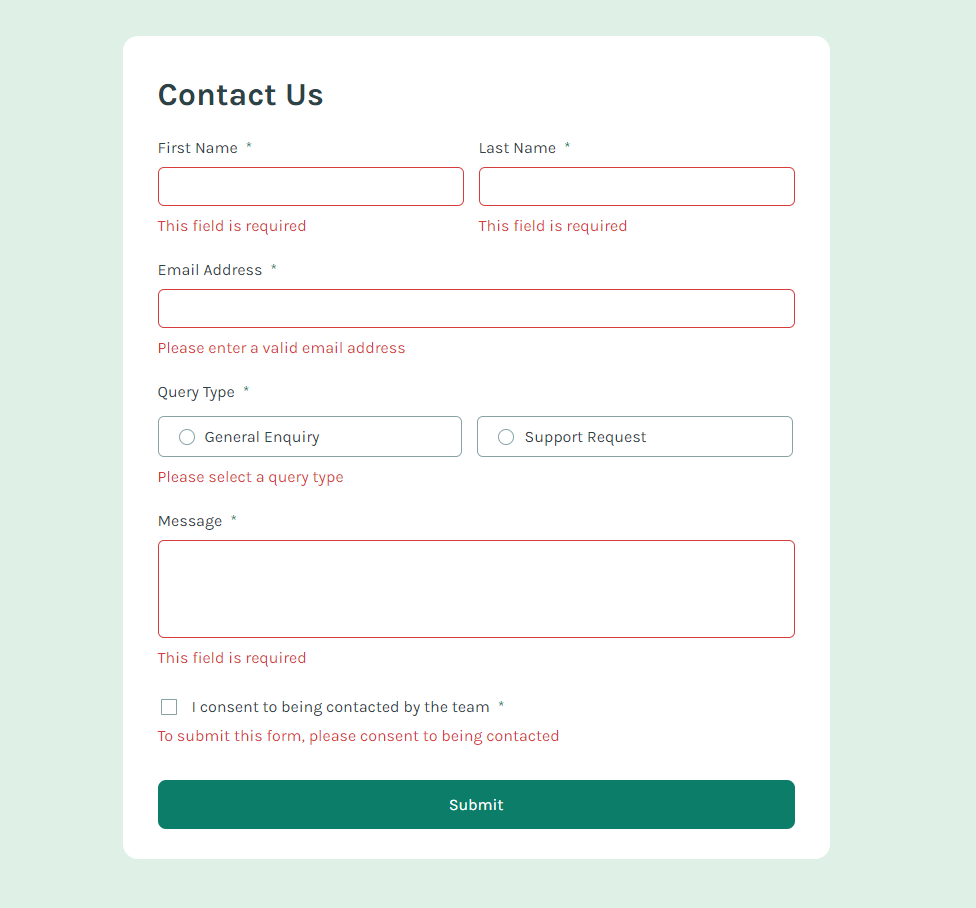 Contact Us
First Name *
Last Name *
This field is required
This field is required
Email Address *
Please enter a valid email address
Query Type *
General Enquiry
Support Request
Please select a query type
Message *
This field is required
I consent to being contacted by the team *
To submit this form, please consent to being contacted
Submit